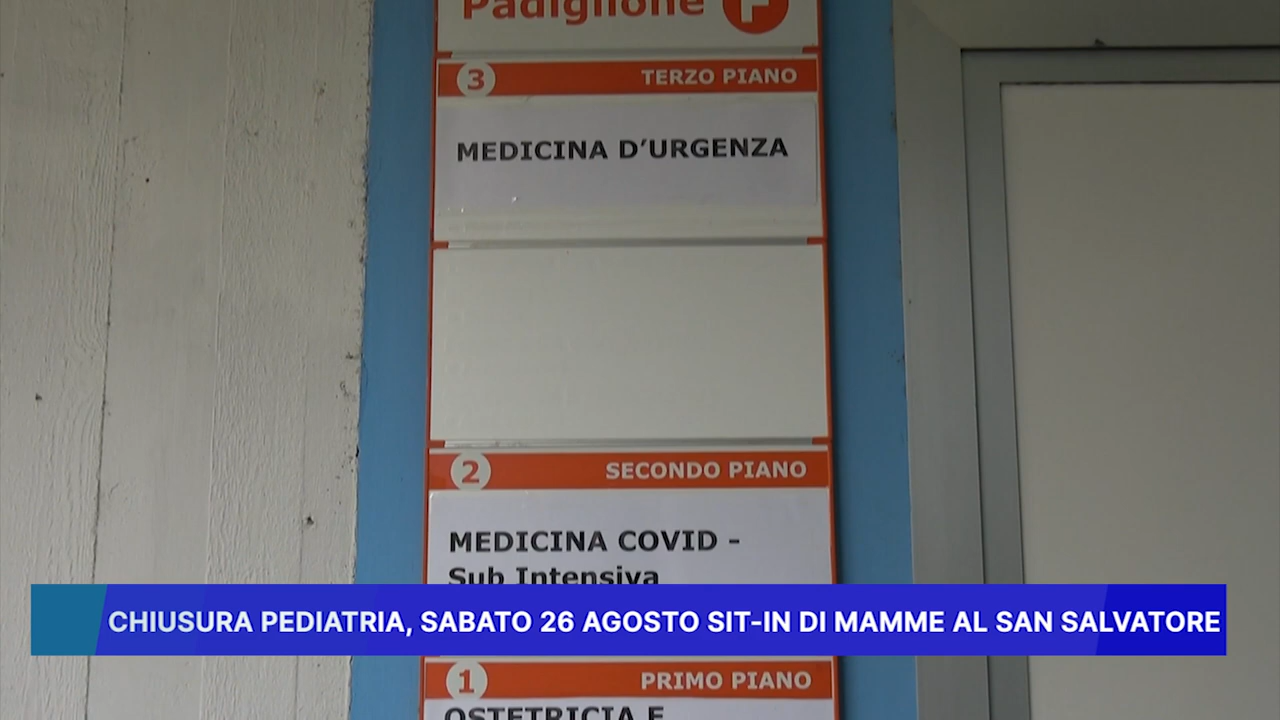 Padiglione F
3 TERZO PIANO
MEDICINA D'URGENZA
2 SECONDO PIANO
MEDICINA COVID -
Sub Intensiva
CHIUSURA PEDIATRIA, SABATO 26 AGOSTO SIT-IN DI MAMME AL SAN SALVATORE
1 PRIMO PIANO
OSTETRICIA E